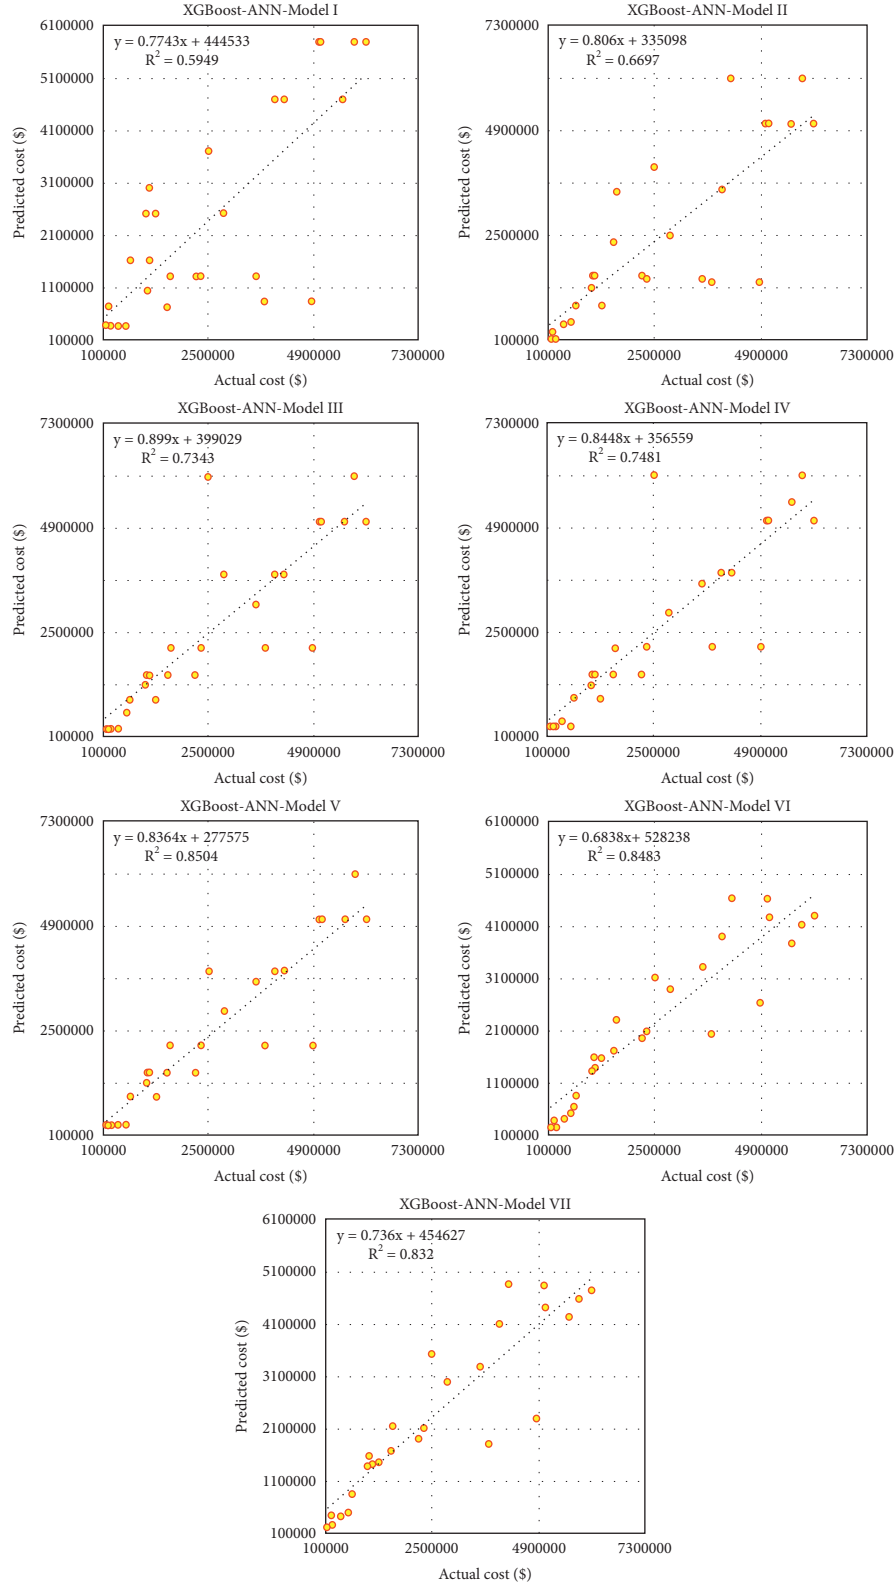 XGBoost-ANN-Model I
y = 0.7743x + 444533
R² = 0.5949
6100000
5100000
4100000
3100000
2100000
1100000
100000
Predicted cost ($)
100000 2500000 4900000 7300000
Actual cost ($)
XGBoost-ANN-Model II
y = 0.806x + 335098
R² = 0.6697
7300000
4900000
2500000
100000
Predicted cost ($)
100000 2500000 4900000 7300000
Actual cost ($)
XGBoost-ANN-Model III
y = 0.899x + 399029
R² = 0.7343
7300000
4900000
2500000
100000
Predicted cost ($)
100000 2500000 4900000 7300000
Actual cost ($)
XGBoost-ANN-Model IV
y = 0.8448x + 356559
R² = 0.7481
7300000
4900000
2500000
100000
Predicted cost ($)
100000 2500000 4900000 7300000
Actual cost ($)
XGBoost-ANN-Model V
y = 0.8364x + 277575
R² = 0.8504
7300000
4900000
2500000
100000
Predicted cost ($)
100000 2500000 4900000 7300000
Actual cost ($)
XGBoost-ANN-Model VI
y = 0.6838x+ 528238
R² = 0.8483
6100000
5100000
4100000
3100000
2100000
1100000
100000
Predicted cost ($)
100000 2500000 4900000 7300000
Actual cost ($)
XGBoost-ANN-Model VII
y = 0.736x + 454627
R² = 0.832
6100000
5100000
4100000
3100000
2100000
1100000
100000
Predicted cost ($)
100000 2500000 4900000 7300000
Actual cost ($)